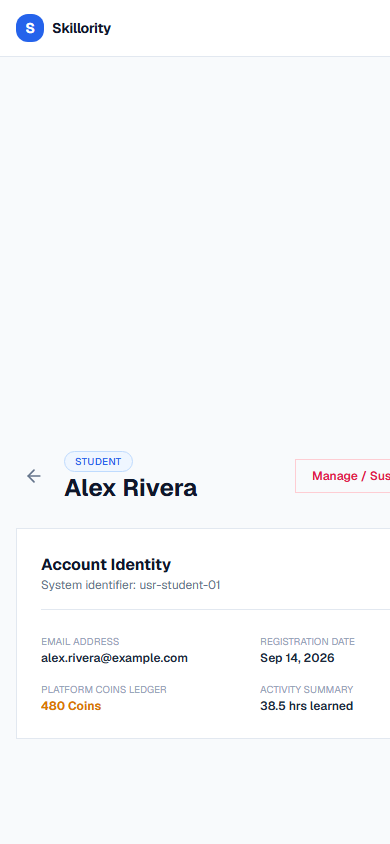 S Skillority
STUDENT
Alex Rivera
Manage / Sus
Account Identity
System identifier: usr-student-01
EMAIL ADDRESS
REGISTRATION DATE
alex.rivera@example.com
Sep 14, 2026
PLATFORM COINS LEDGER
ACTIVITY SUMMARY
480 Coins
38.5 hrs learned